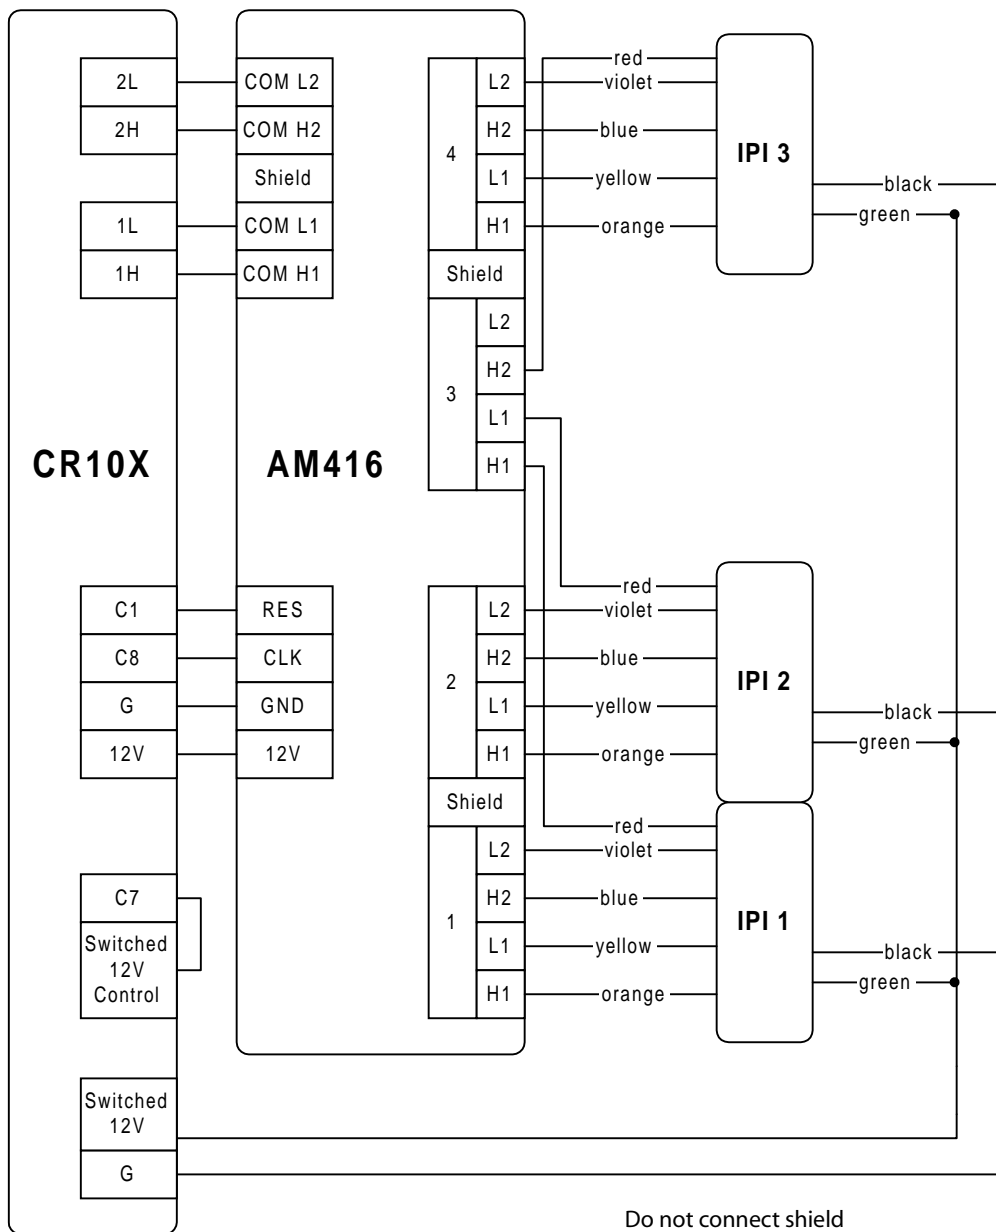 2L
2H
1L
1H
CR10X
C1
C8
G
12V
C7
Switched
12V
Control
Switched
12V
G
COM L2
COM H2
Shield
COM L1
COM H1
AM416
RES
CLK
GND
12V
4
L2
H2
L1
H1
Shield
3
L2
H2
L1
H1
2
L2
H2
L1
H1
Shield
1
L2
H2
L1
H1
red
violet
blue
yellow
orange
IPI 3
black
green
red
violet
blue
yellow
orange
IPI 2
black
green
red
violet
blue
yellow
orange
IPI 1
black
green
Do not connect shield